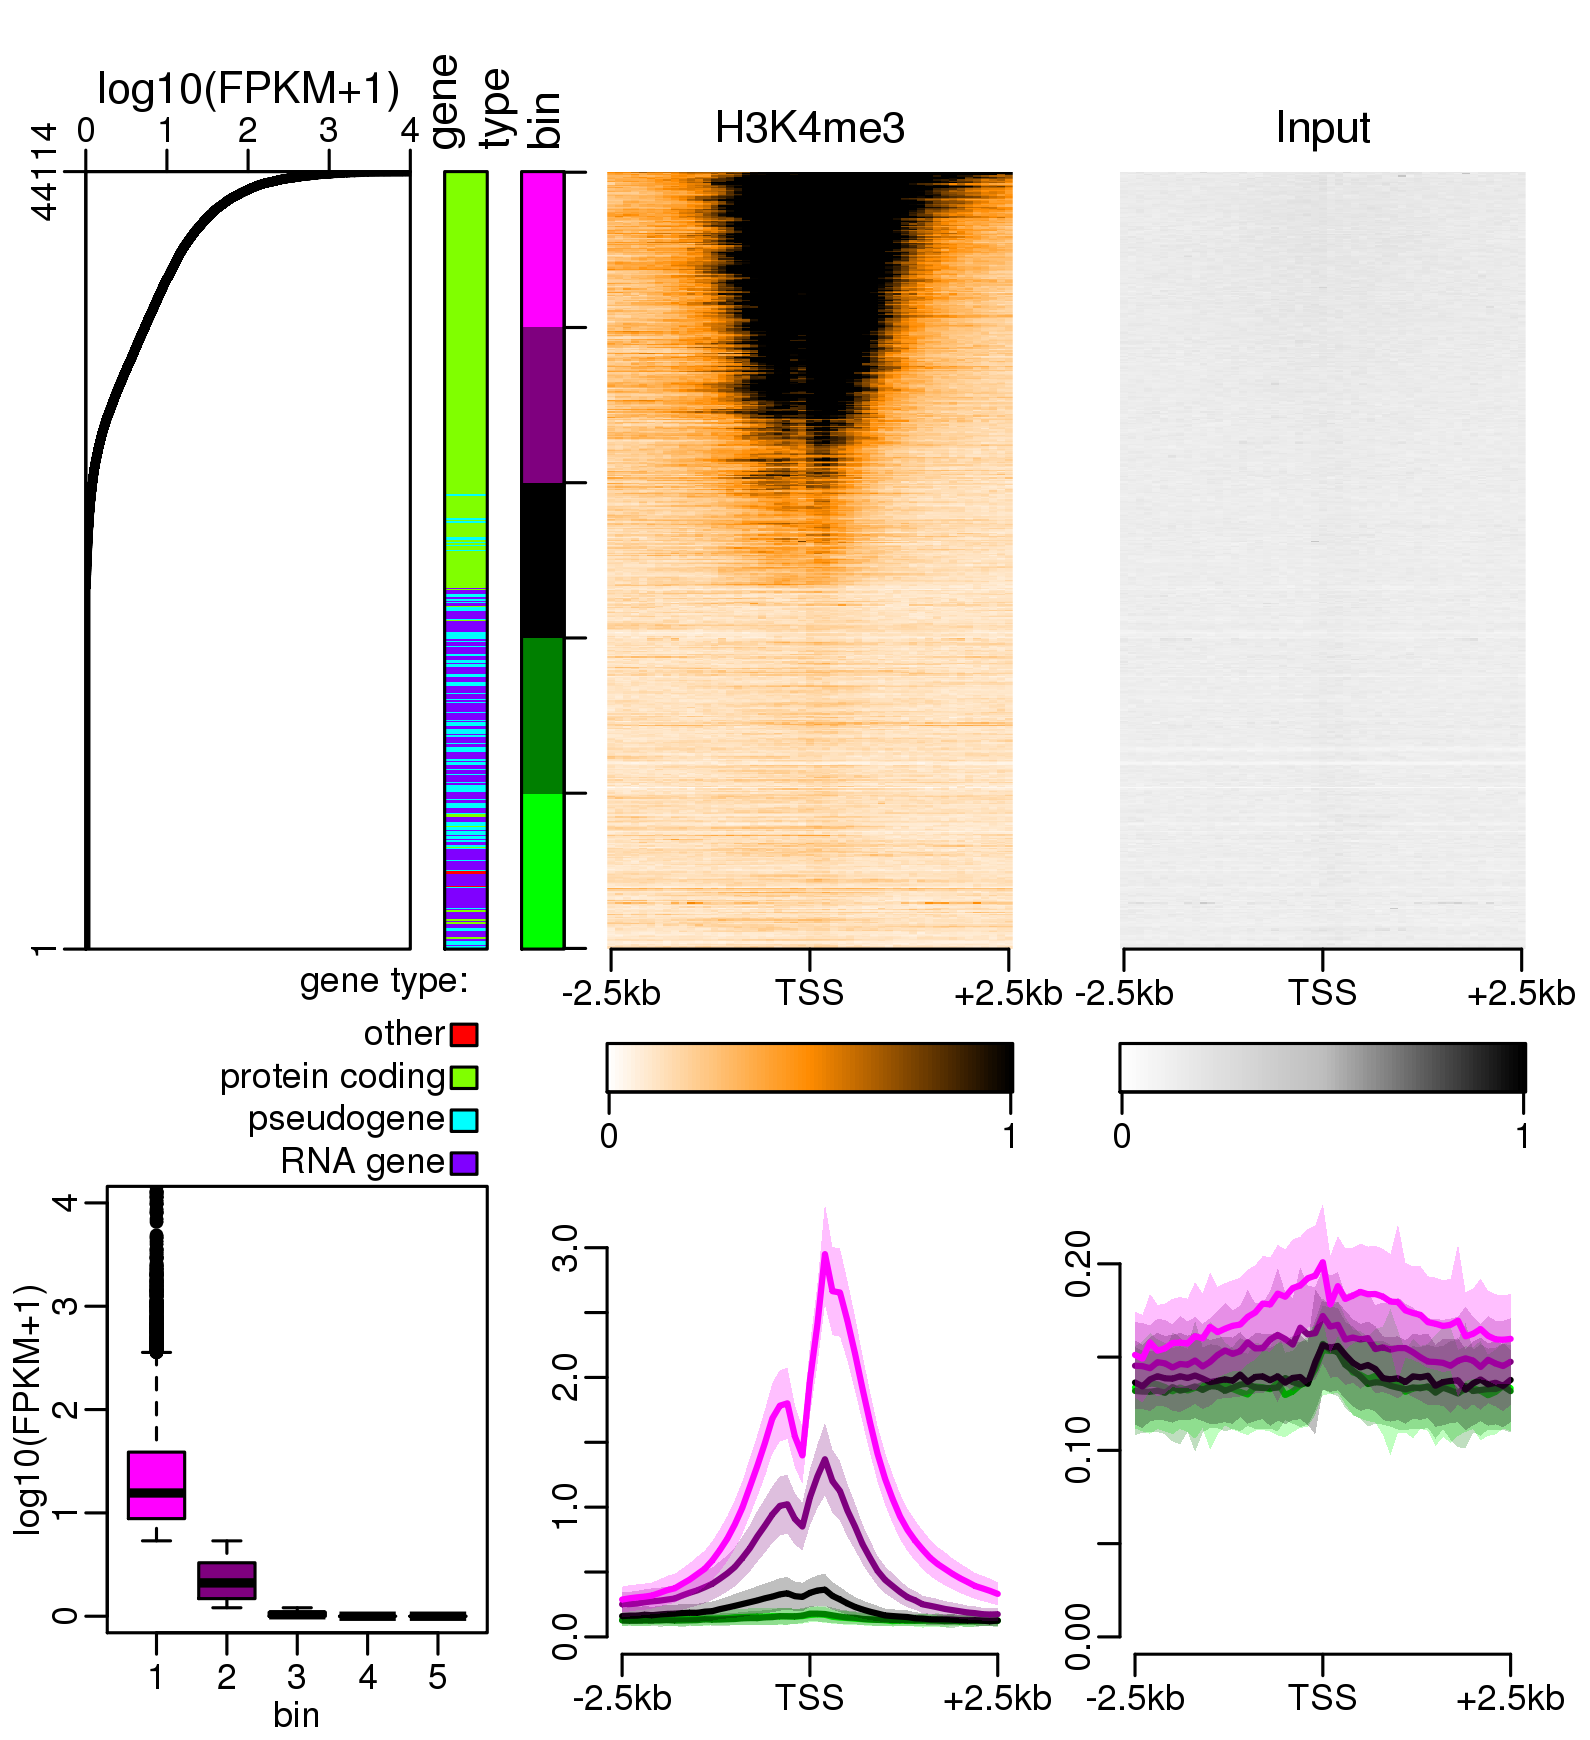 log10(FPKM+1)
0 1 2 3 4
44114
1
gene
type
bin
H3K4me3
Input
-2.5kb TSS +2.5kb
-2.5kb TSS +2.5kb
gene type:
other
protein coding
pseudogene
RNA gene
0 1
0 1
log10(FPKM+1)
4
3
2
1
0
1 2 3 4 5
bin
3.0
2.0
1.0
0.0
-2.5kb TSS +2.5kb
0.20
0.10
0.00
-2.5kb TSS +2.5kb